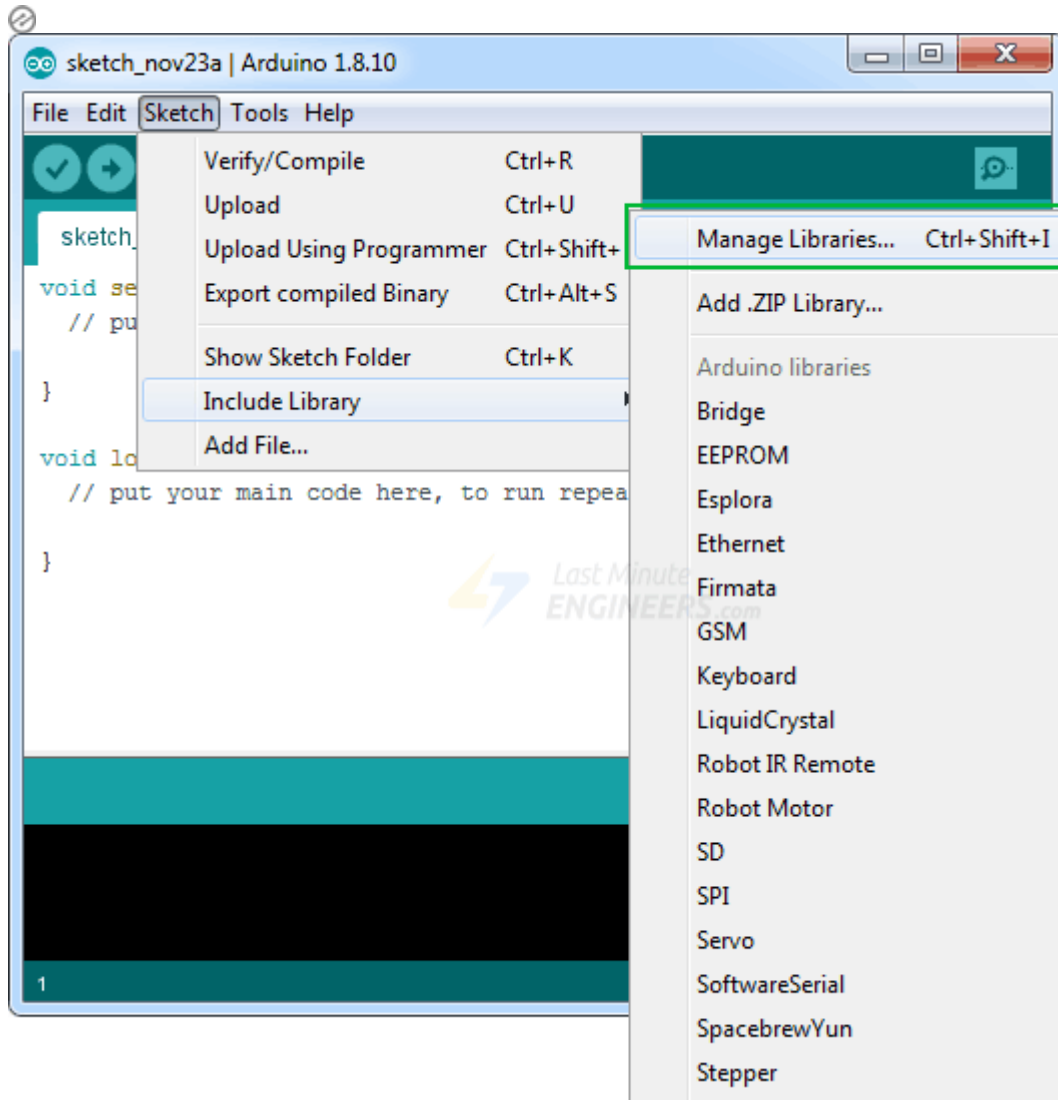 sketch_nov23a | Arduino 1.8.10
File Edit Sketch Tools Help
Verify/Compile Ctrl+R
Upload Ctrl+U
Upload Using Programmer Ctrl+Shift+
Export compiled Binary Ctrl+Alt+S
Show Sketch Folder Ctrl+K
Include Library
Add File...
sketch_
void se
// pu
}
void lo
// put your main code here, to run repea
}
Last Minute
ENGINEERS.com
1
Manage Libraries... Ctrl+Shift+I
Add .ZIP Library...
Arduino libraries
Bridge
EEPROM
Esplora
Ethernet
Firmata
GSM
Keyboard
LiquidCrystal
Robot IR Remote
Robot Motor
SD
SPI
Servo
SoftwareSerial
SpacebrewYun
Stepper